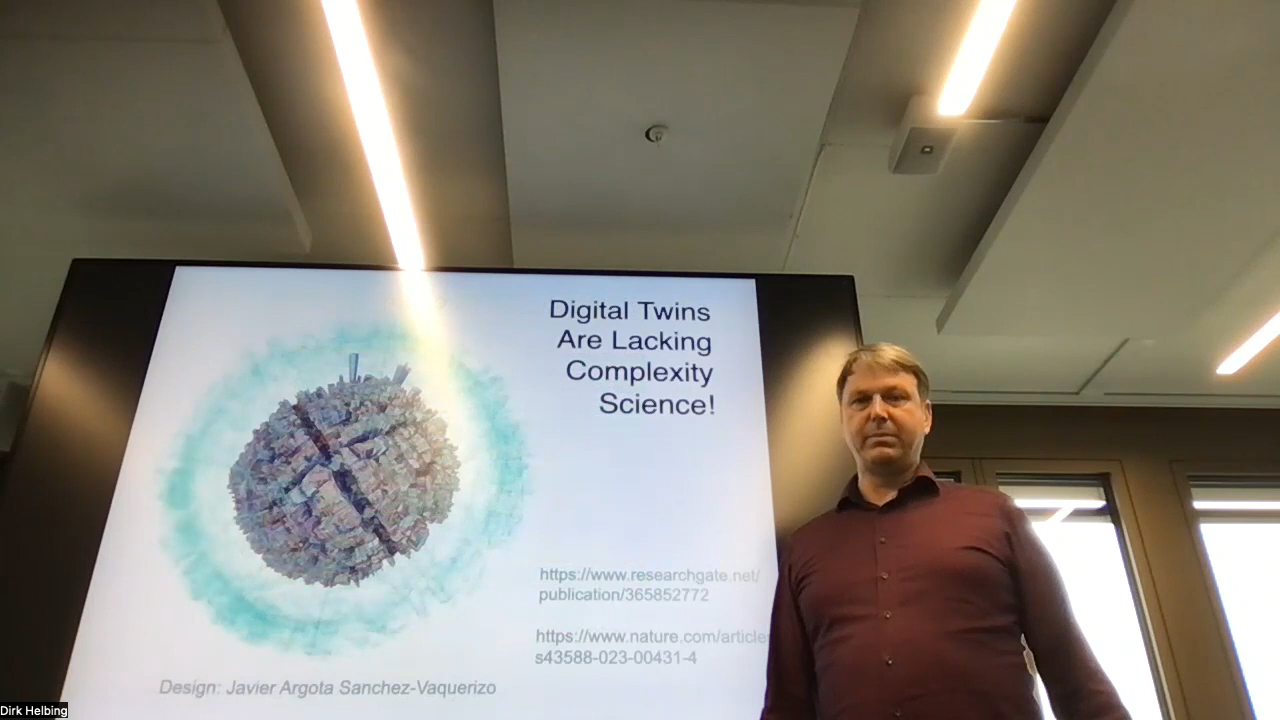 Digital Twins
Are Lacking
Complexity
Science!
https://www.researchgate.net/
publication/365852772
https://www.nature.com/article
s43588-023-00431-4
Design: Javier Argota Sanchez-Vaquerizo
Dirk Helbing